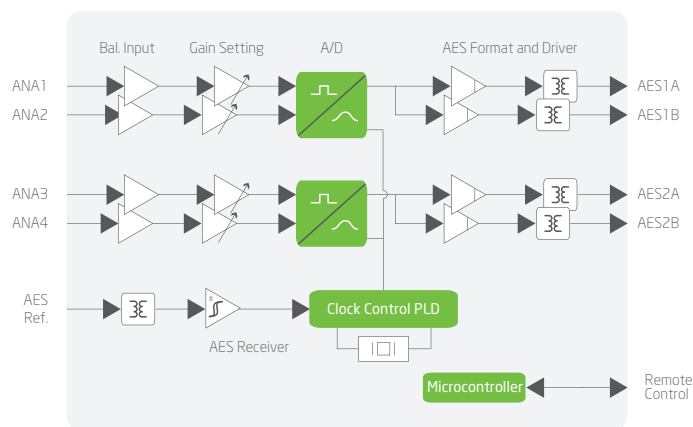 Bal. Input
Gain Setting
A/D
AES Format and Driver
ANA1
AES1A
ANA2
AES1B
ANA3
AES2A
ANA4
AES2B
AES
Ref.
Clock Control PLD
AES Receiver
Microcontroller
Remote
Control